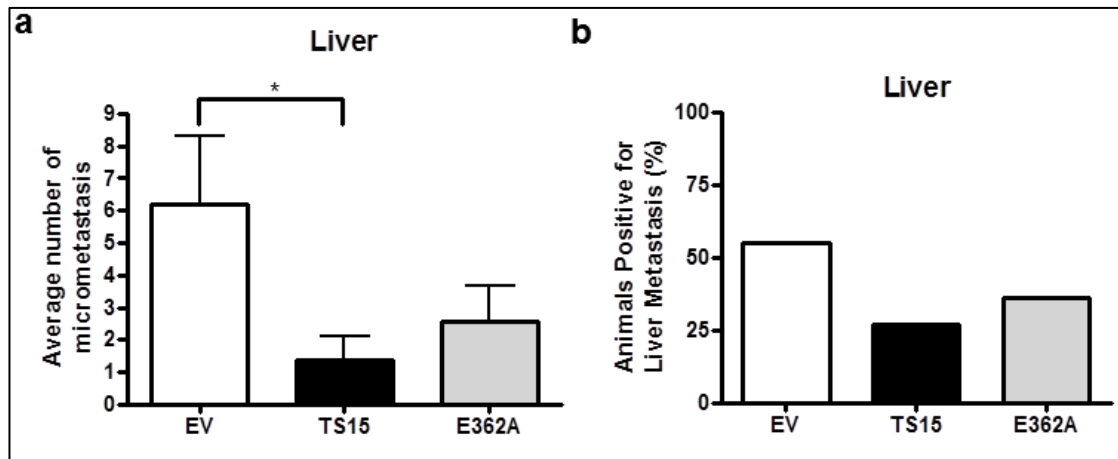 a
Liver
*
Average number of
micrometastasis
9
8
7
6
5
4
3
2
1
0
EV
TS15
E362A
b
Liver
Animals Positive for
Liver Metastasis (%)
100
75
50
25
0
EV
TS15
E362A